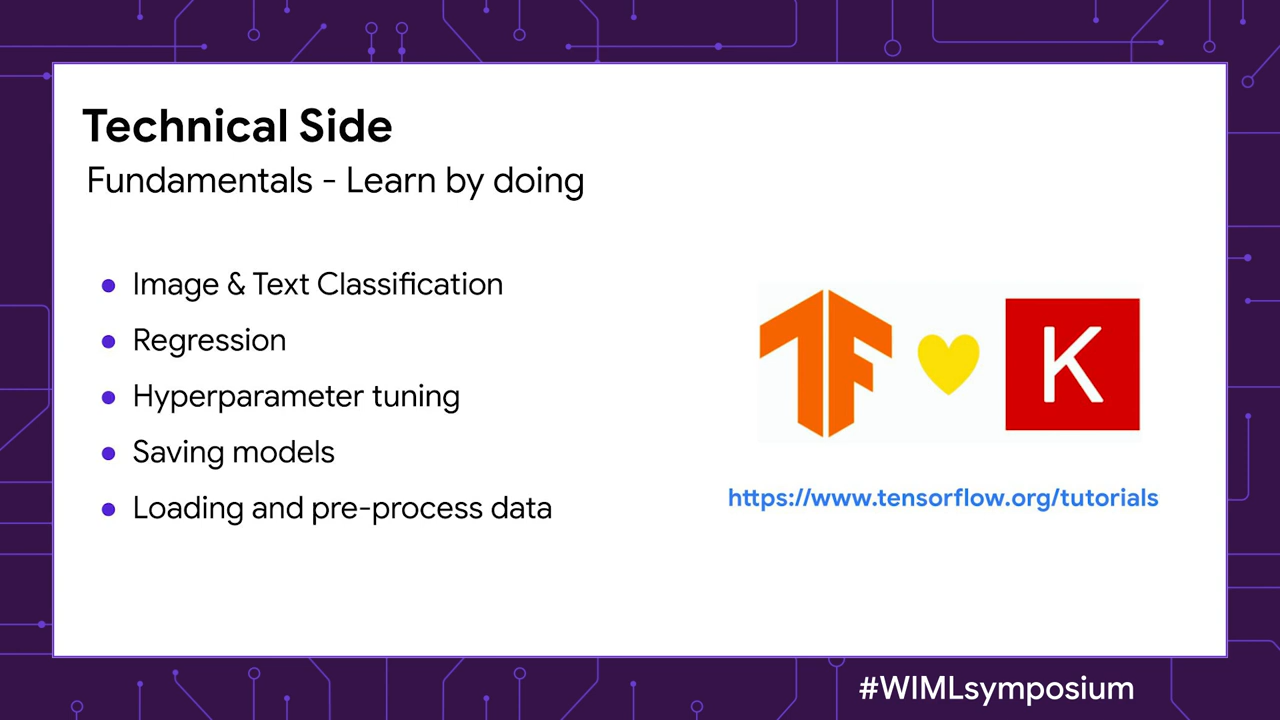 Technical Side
Fundamentals - Learn by doing
● Image & Text Classification
● Regression
● Hyperparameter tuning
● Saving models
● Loading and pre-process data
TF
K
https://www.tensorflow.org/tutorials
#WIMLsymposium